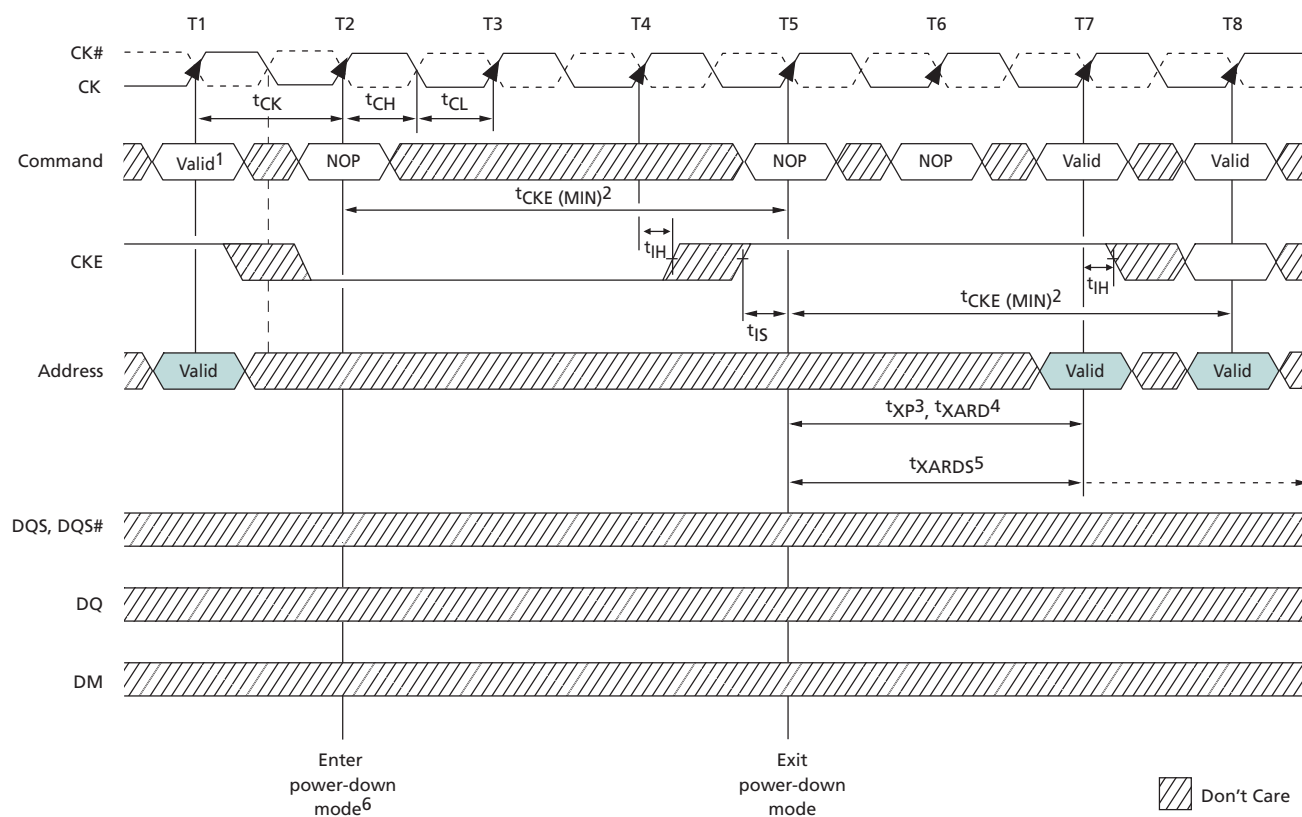 T1 T2 T3 T4 T5 T6 T7 T8
CK#
CK
tCK tCH tCL
Command Valid1 NOP NOP NOP Valid Valid
tCKE (MIN)2
tIH
CKE
tIH
tCKE (MIN)2
tIS
Address Valid Valid Valid
tXP3, tXARD4
tXARDS5
DQS, DQS#
DQ
DM
Enter
power-down
mode6
Exit
power-down
mode
Don't Care